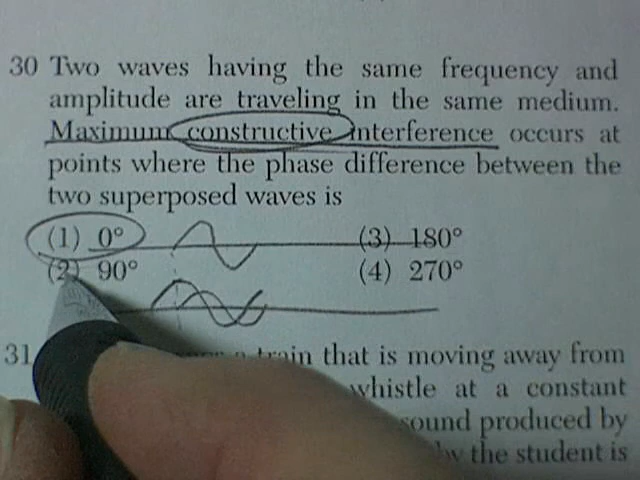 30 Two waves having the same frequency and
amplitude are traveling in the same medium.
Maximum constructive interference occurs at
points where the phase difference between the
two superposed waves is
(1) 0° (3) 180°
(2) 90° (4) 270°
31 train that is moving away from
whistle at a constant
sound produced by
by the student is